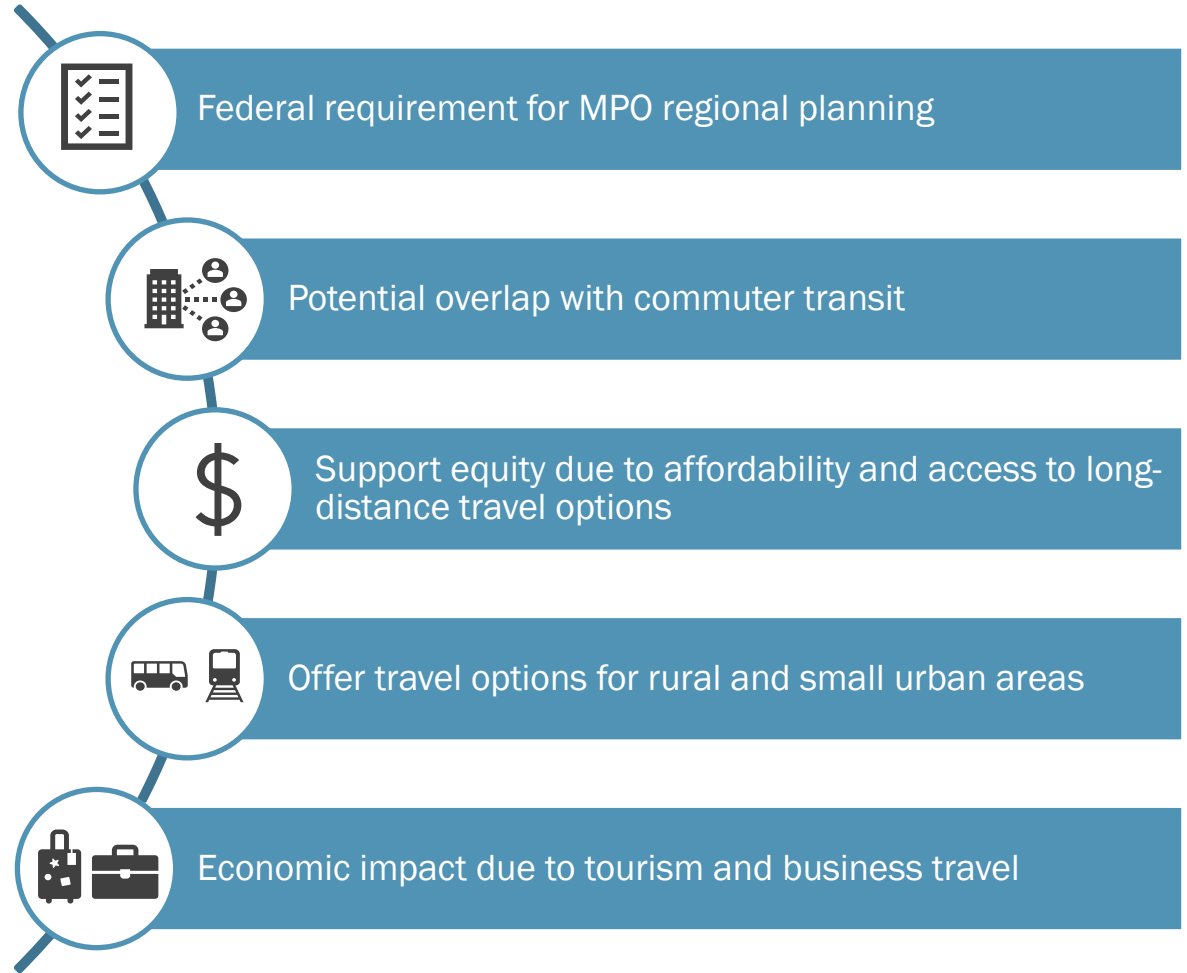 Federal requirement for MPO regional planning
Potential overlap with commuter transit
Support equity due to affordability and access to long-
distance travel options
Offer travel options for rural and small urban areas
Economic impact due to tourism and business travel